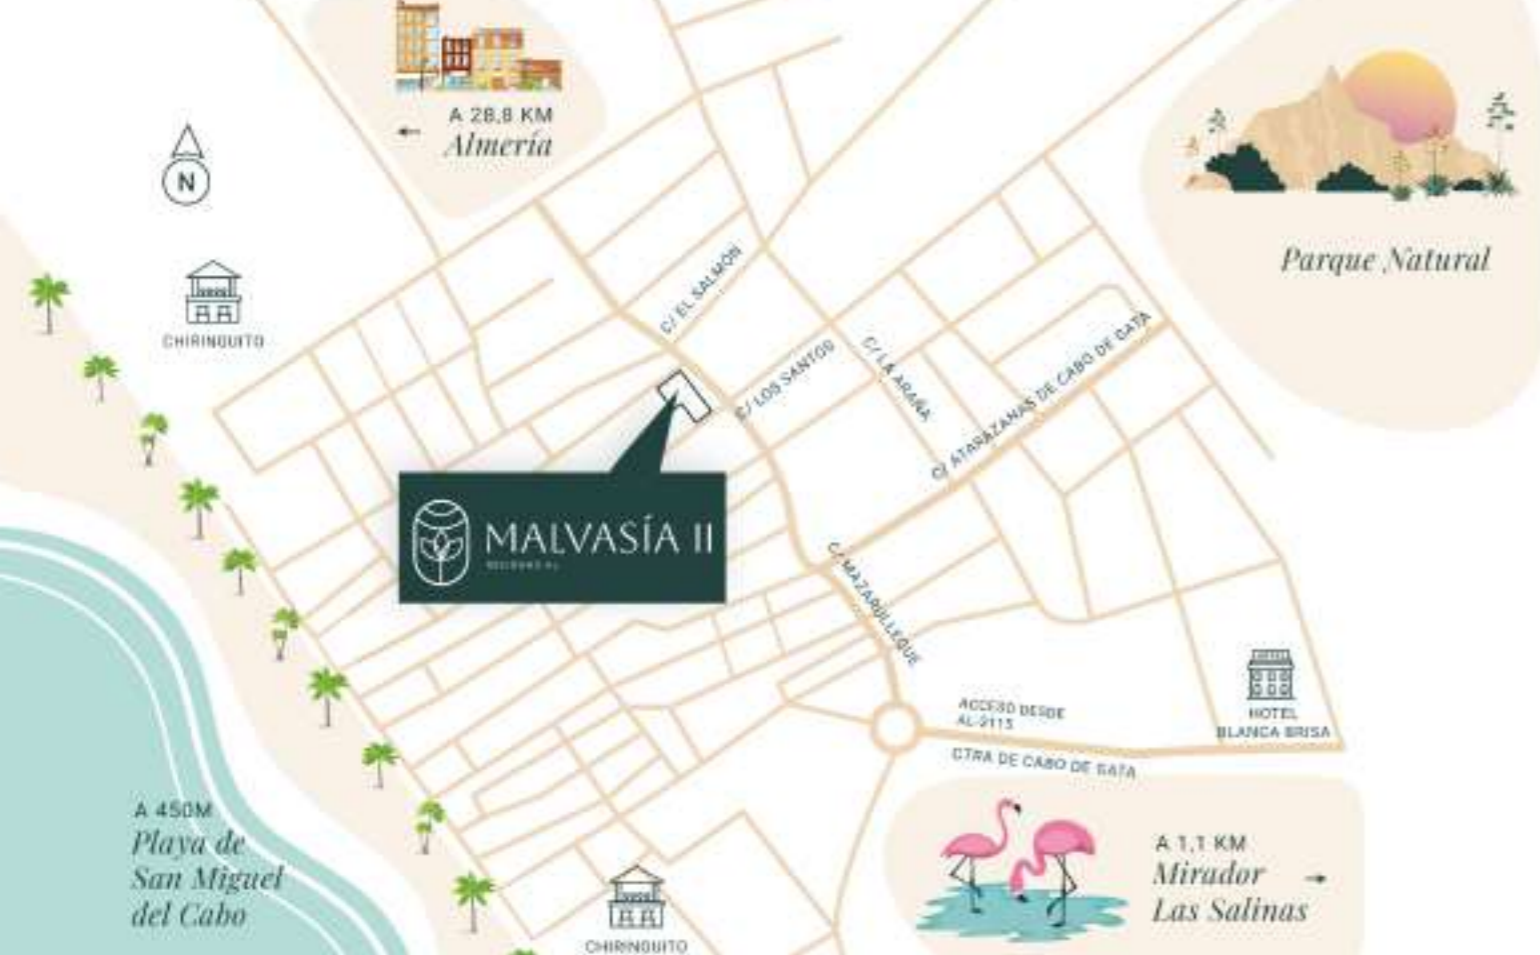 A 28,8 KM
Almería
N
CHIRINGUITO
Parque Natural
C/ EL SALMÓN
C/ LOS SANTOS
C/ LA ARAÑA
C/ ATARAZANAS DE CABO DE GATA
MALVASÍA II
RESIDENCIAL
C/ MAZARULLEQUE
ACCESO DESDE
AL-3115
CTRA DE CABO DE GATA
HOTEL
BLANCA BRISA
A 450M
Playa de
San Miguel
del Cabo
A 1,1 KM
Mirador
Las Salinas
CHIRINGUITO